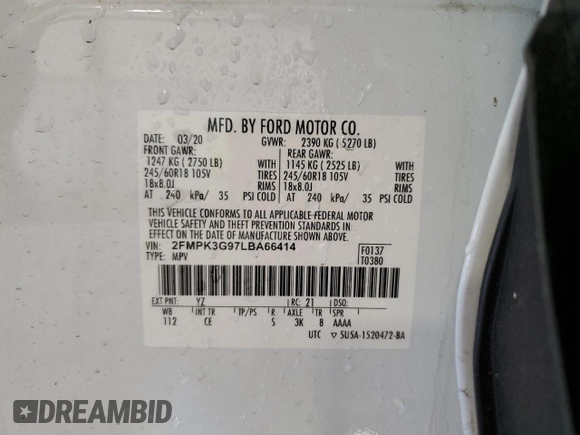 MFD. BY FORD MOTOR CO.
DATE: 03/20 GVWR: 2390 KG ( 5270 LB)
FRONT GAWR: REAR GAWR:
1247 KG ( 2750 LB) WITH 1145 KG ( 2525 LB) WITH
245/60R18 105V TIRES 245/60R18 105V TIRES
18x8.0J RIMS 18x8.0J RIMS
AT 240 kPa/ 35 PSI COLD AT 240 kPa/ 35 PSI COLD
THIS VEHICLE CONFORMS TO ALL APPLICABLE FEDERAL MOTOR
VEHICLE SAFETY AND THEFT PREVENTION STANDARDS IN
EFFECT ON THE DATE OF MANUFACTURE SHOWN ABOVE.
VIN: 2FMPK3G97LBA66414 F0137
TYPE: MPV T0380
EXT PNT: YZ RC: 21 DSO:
WB INT TR TP/PS R AXLE TR SPR
112 CE S 3K 8 AAAA
UTC ▽ 5U5A-1520472-BA
DREAMBID